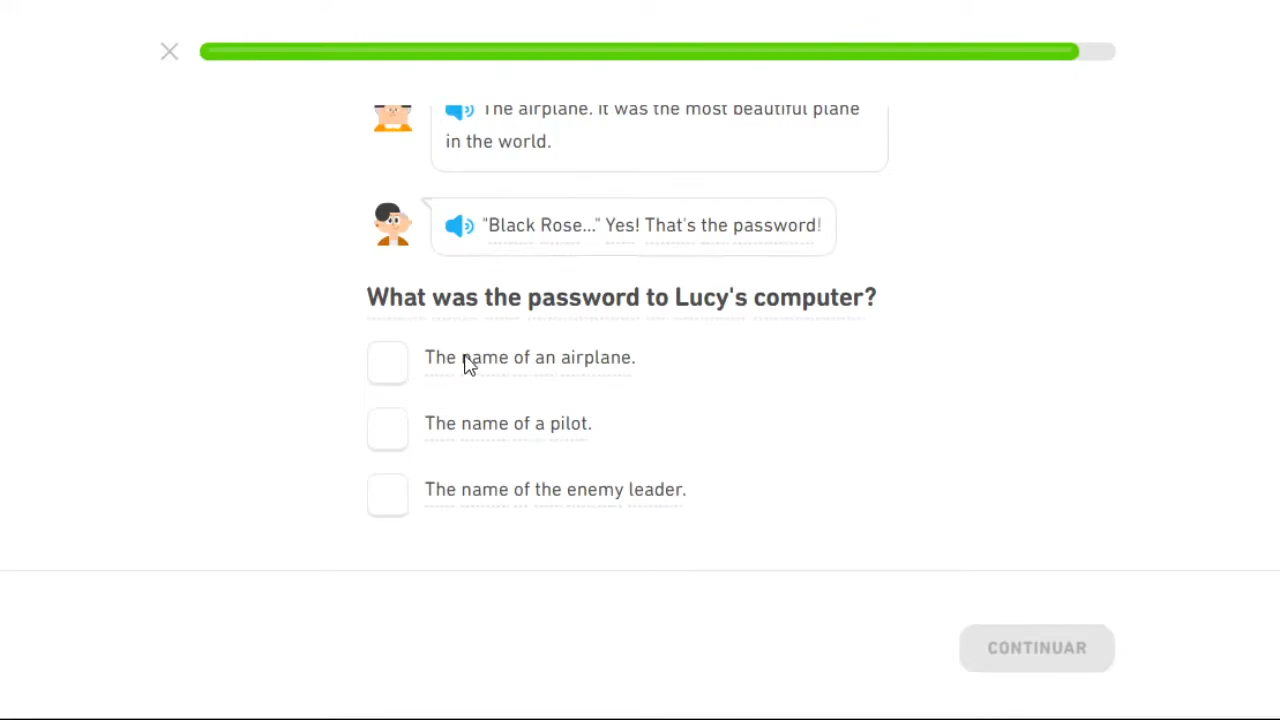 The airplane. It was the most beautiful plane
in the world.
"Black Rose..." Yes! That's the password!
What was the password to Lucy's computer?
The name of an airplane.
The name of a pilot.
The name of the enemy leader.
CONTINUAR